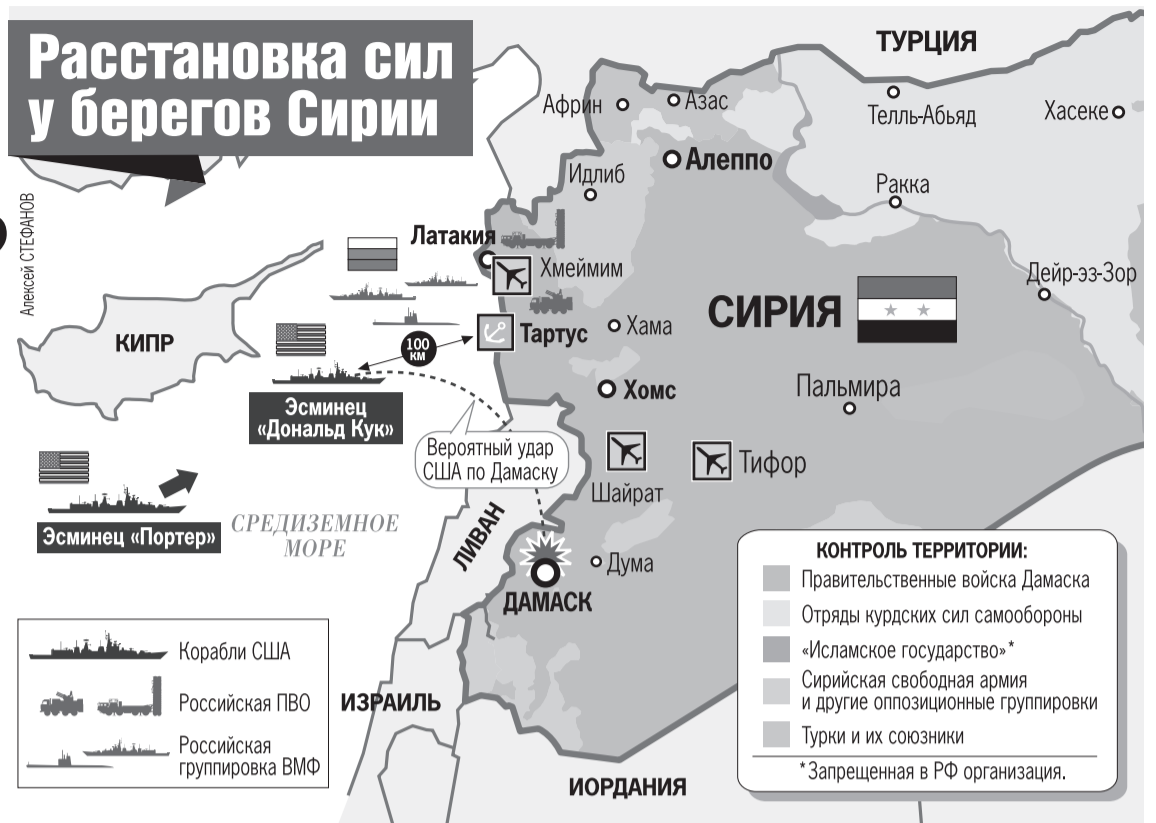 Расстановка сил
у берегов Сирии
Алексей СТЕФАНОВ
ТУРЦИЯ
Африн
Азас
Телль-Абьяд
Хасеке
Алеппо
Идлиб
Ракка
Латакия
Хмеймим
Дейр-эз-Зор
СИРИЯ
КИПР
100
КМ
Тартус
Хама
Эсминец
«Дональд Кук»
Хомс
Пальмира
Вероятный удар
США по Дамаску
Шайрат
Тифор
Эсминец «Портер»
СРЕДИЗЕМНОЕ
МОРЕ
ЛИВАН
Дума
ДАМАСК
ИЗРАИЛЬ
ИОРДАНИЯ
Корабли США
Российская ПВО
Российская
группировка ВМФ
КОНТРОЛЬ ТЕРРИТОРИИ:
Правительственные войска Дамаска
Отряды курдских сил самообороны
«Исламское государство»*
Сирийская свободная армия
и другие оппозиционные группировки
Турки и их союзники
*Запрещенная в РФ организация.